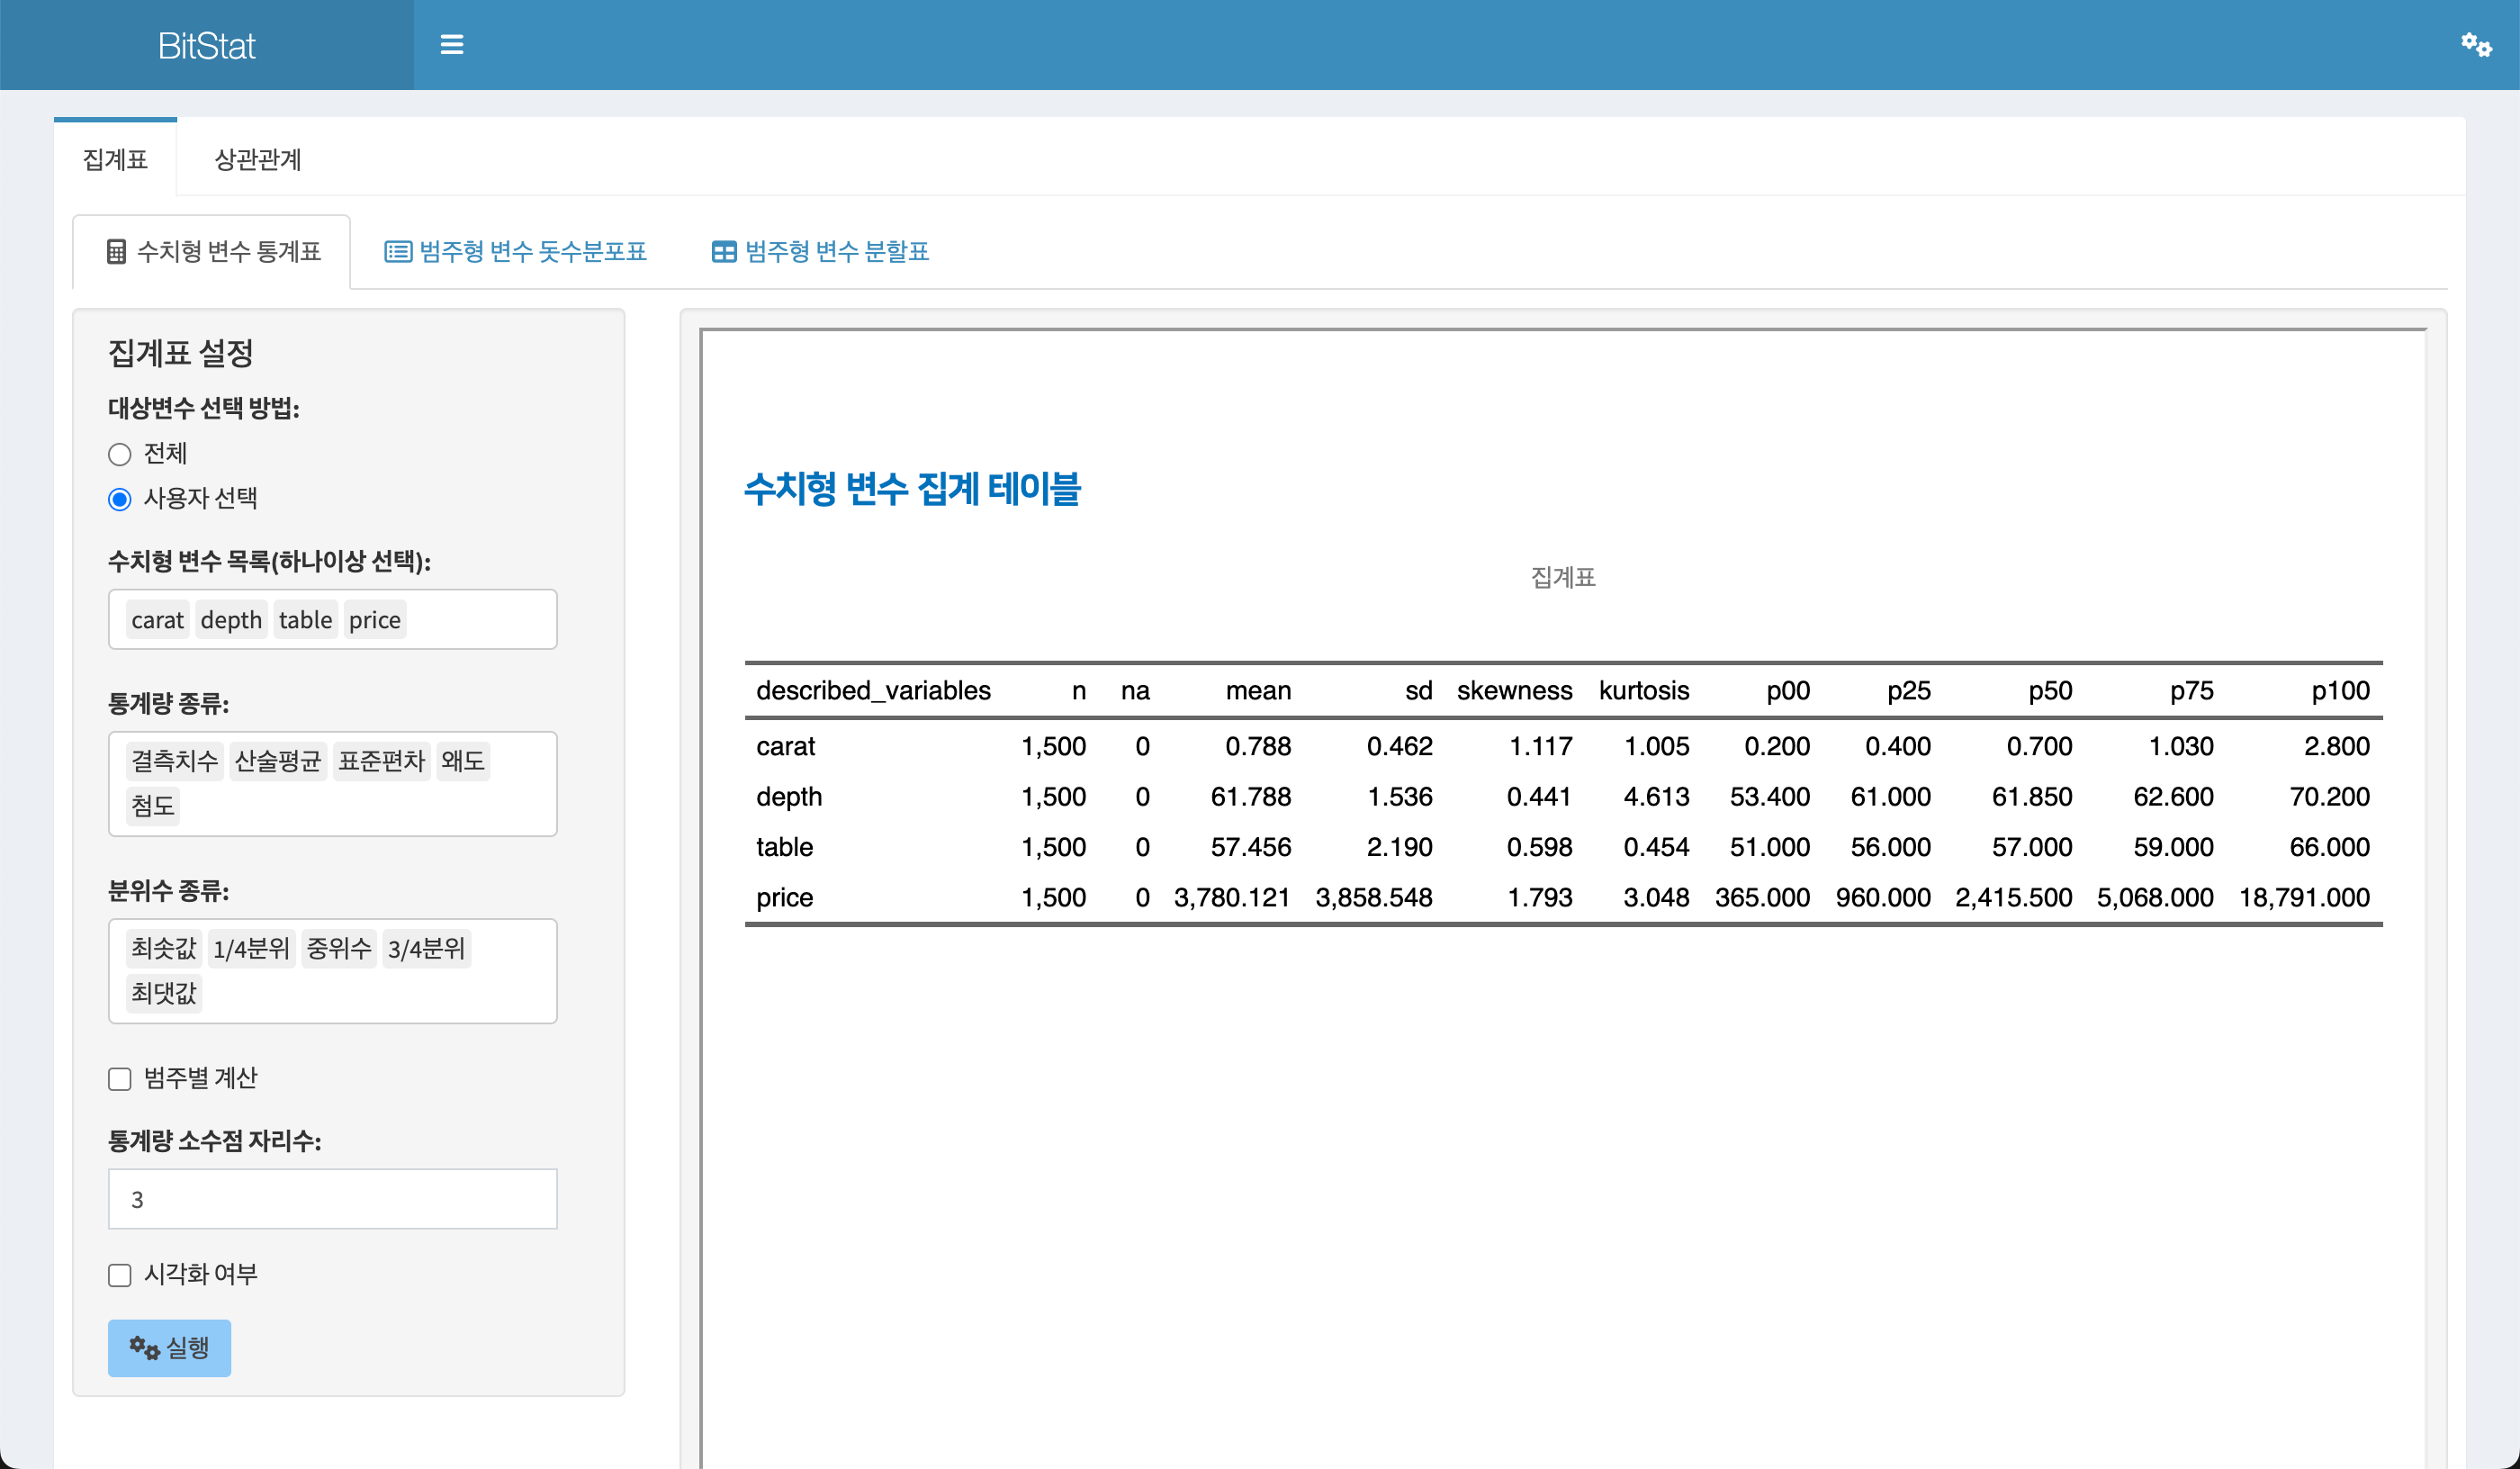 BitStat
집계표 상관관계
수치형 변수 통계표 범주형 변수 돗수분포표 범주형 변수 분할표
집계표 설정
대상변수 선택 방법:
전체
사용자 선택
수치형 변수 목록(하나이상 선택):
carat depth table price
통계량 종류:
결측치수 산술평균 표준편차 왜도
첨도
분위수 종류:
최솟값 1/4분위 중위수 3/4분위
최댓값
범주별 계산
통계량 소수점 자리수:
3
시각화 여부
실행
수치형 변수 집계 테이블
집계표
described_variables n na mean sd skewness kurtosis p00 p25 p50 p75 p100
carat 1,500 0 0.788 0.462 1.117 1.005 0.200 0.400 0.700 1.030 2.800
depth 1,500 0 61.788 1.536 0.441 4.613 53.400 61.000 61.850 62.600 70.200
table 1,500 0 57.456 2.190 0.598 0.454 51.000 56.000 57.000 59.000 66.000
price 1,500 0 3,780.121 3,858.548 1.793 3.048 365.000 960.000 2,415.500 5,068.000 18,791.000